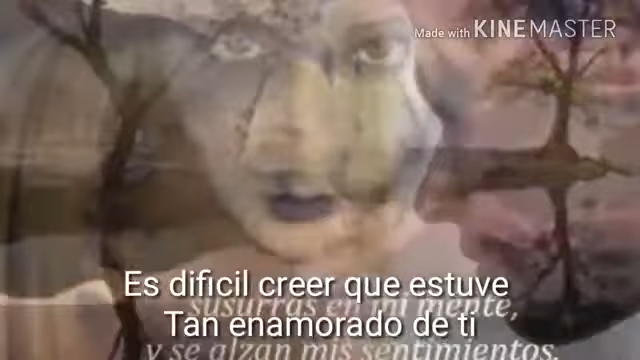 Made with KINEMASTER
Es dificil creer que estuve
susurras en mi mente,
Tan enamorado de ti
y se alzan mis sentimientos.